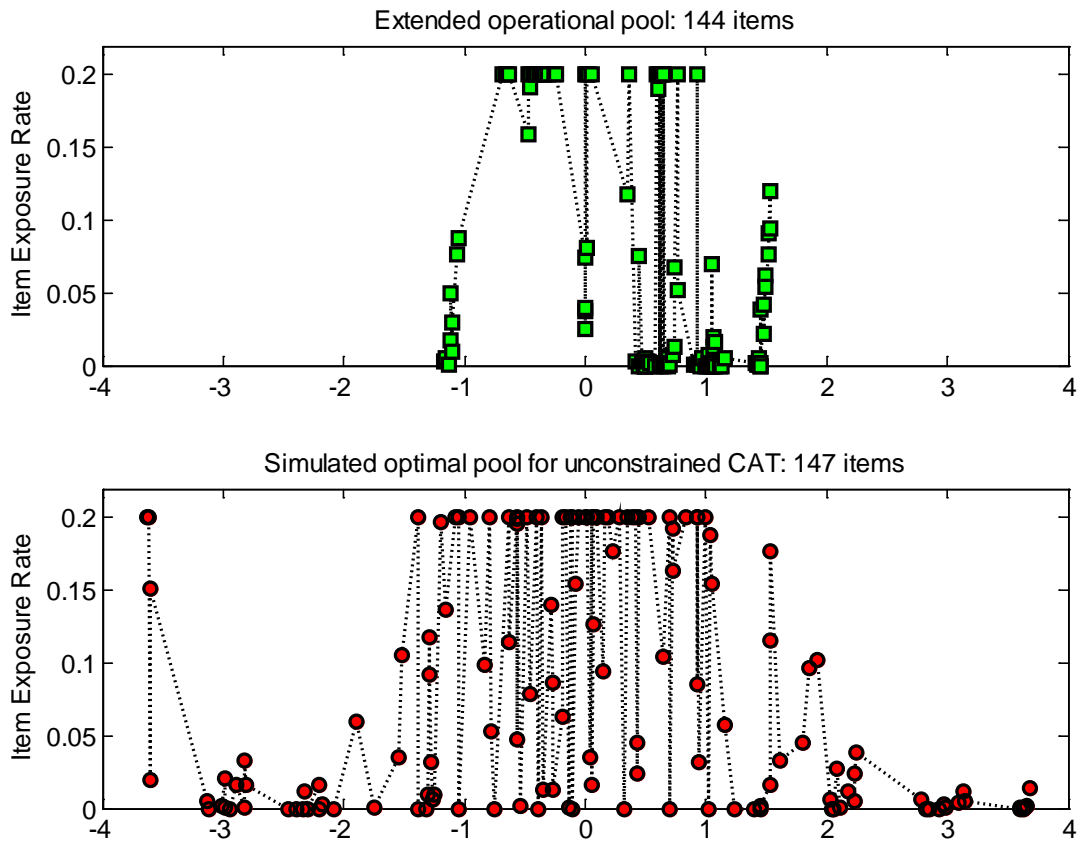 Extended operational pool: 144 items
Item Exposure Rate
0.2
0.15
0.1
0.05
0
-4 -3 -2 -1 0 1 2 3 4
Simulated optimal pool for unconstrained CAT: 147 items
Item Exposure Rate
0.2
0.15
0.1
0.05
0
-4 -3 -2 -1 0 1 2 3 4